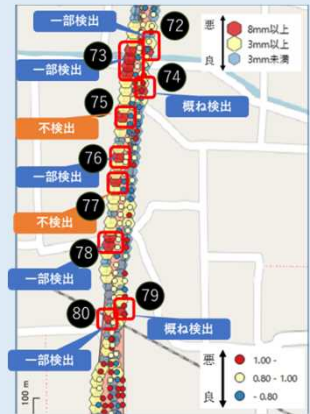 一部検出
72
悪
良
8mm以上
3mm以上
3mm未満
73
一部検出
74
概ね検出
75
不検出
76
一部検出
77
不検出
78
一部検出
79
80
概ね検出
一部検出
悪
良
1.00 -
0.80 - 1.00
- 0.80
100 m